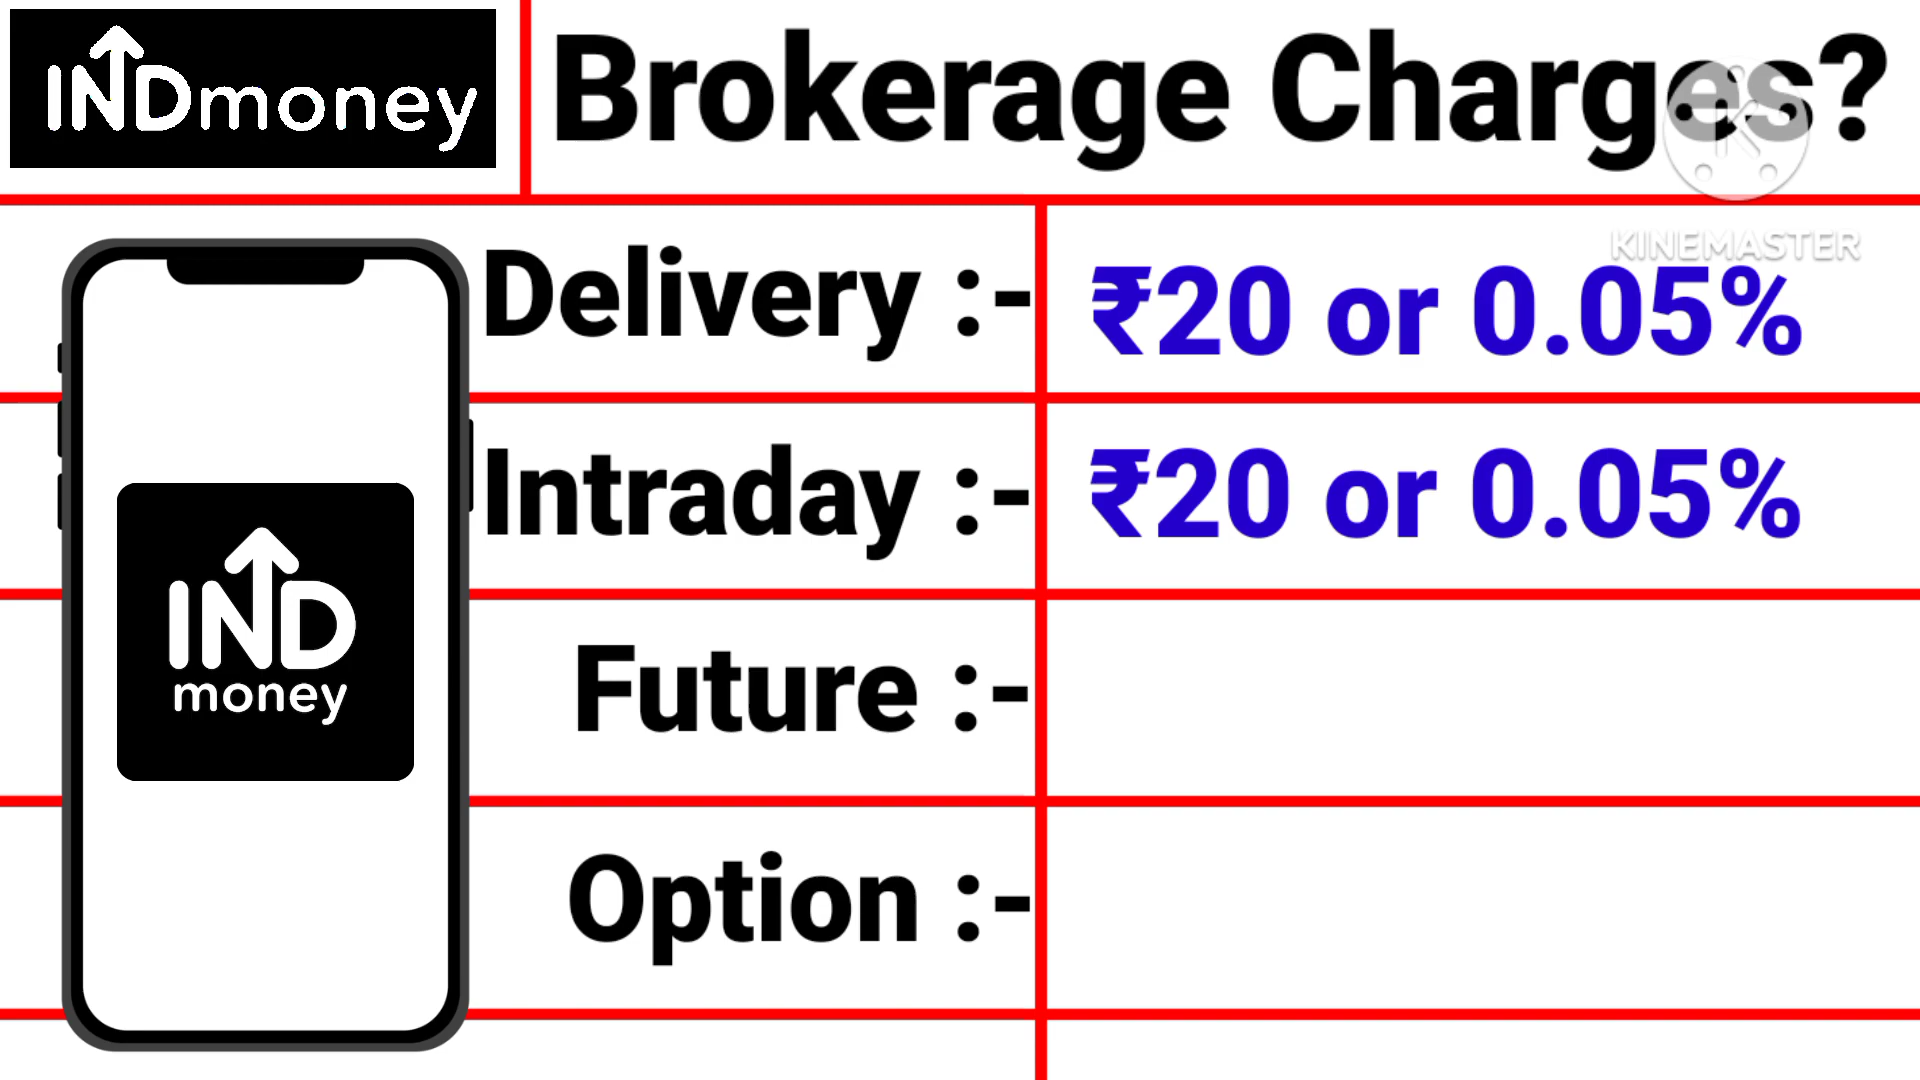 INDmoney
Brokerage Charges?
KINEMASTER
Delivery :- ₹20 or 0.05%
Intraday :- ₹20 or 0.05%
Future :-
Option :-
IND
money